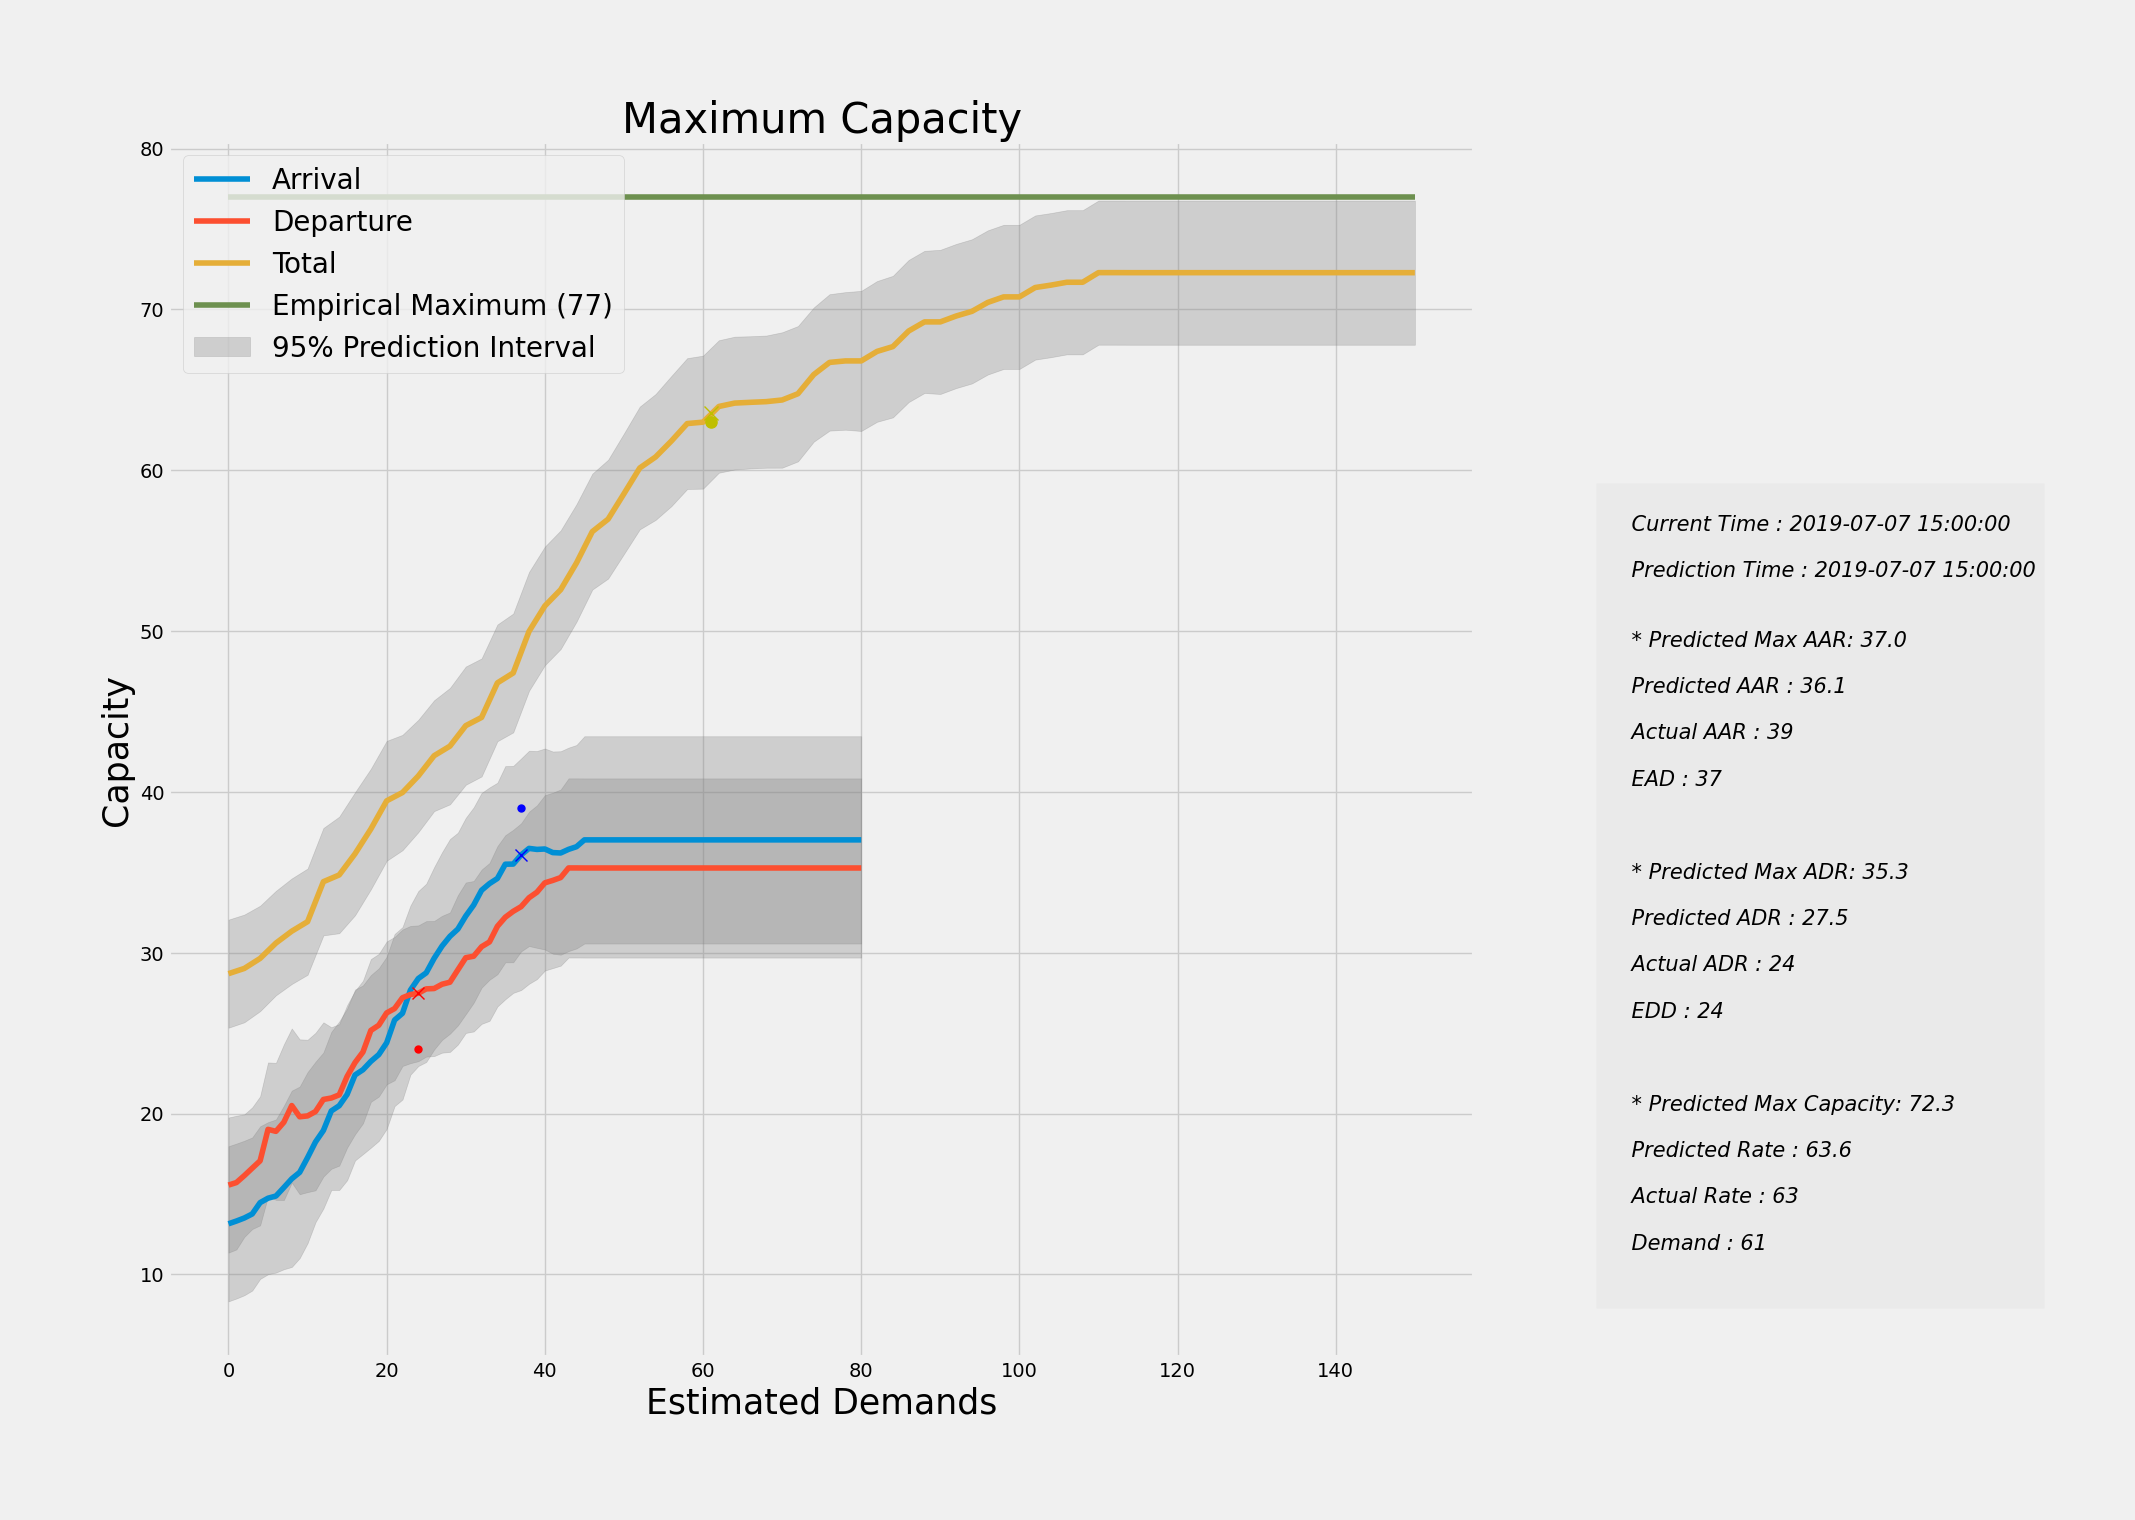 Maximum Capacity
80
70
60
50
40
30
20
10
Capacity
Arrival
Departure
Total
Empirical Maximum (77)
95% Prediction Interval
0 20 40 60 80 100 120 140
Estimated Demands
Current Time : 2019-07-07 15:00:00
Prediction Time : 2019-07-07 15:00:00
* Predicted Max AAR: 37.0
Predicted AAR : 36.1
Actual AAR : 39
EAD : 37
* Predicted Max ADR: 35.3
Predicted ADR : 27.5
Actual ADR : 24
EDD : 24
* Predicted Max Capacity: 72.3
Predicted Rate : 63.6
Actual Rate : 63
Demand : 61